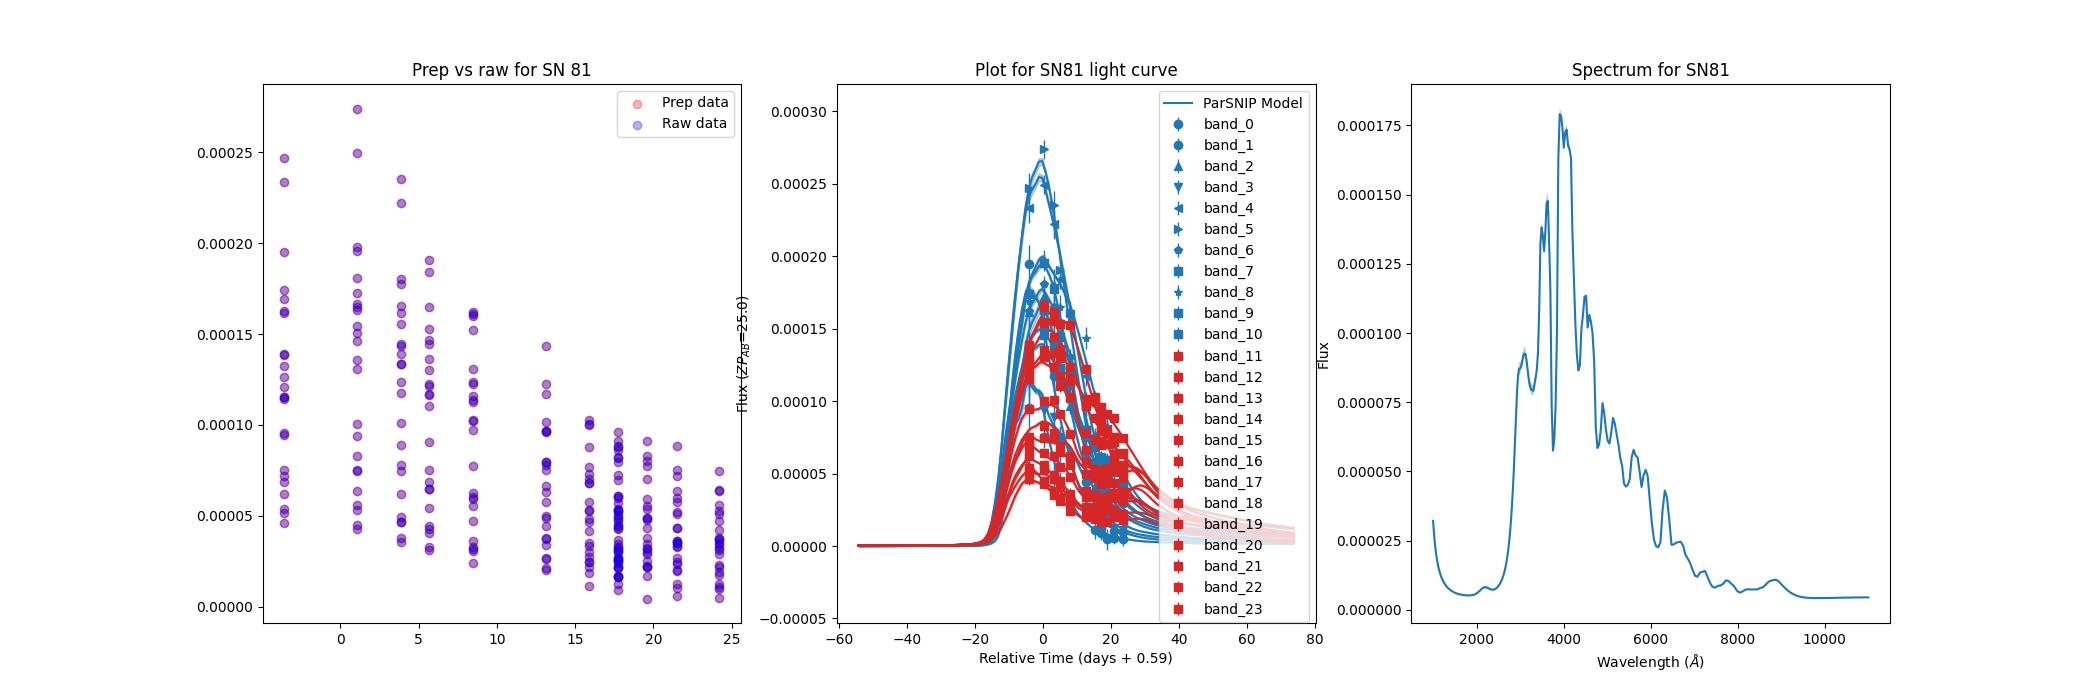 Prep vs raw for SN 81
Prep data
Raw data
0.00025
0.00020
0.00015
0.00010
0.00005
0.00000
0
5
10
15
20
25
Plot for SN81 light curve
Flux (ZP_AB=25.0)
0.00030
0.00025
0.00020
0.00015
0.00010
0.00005
0.00000
−0.00005
ParSNIP Model
band_0
band_1
band_2
band_3
band_4
band_5
band_6
band_7
band_8
band_9
band_10
band_11
band_12
band_13
band_14
band_15
band_16
band_17
band_18
band_19
band_20
band_21
band_22
band_23
−60
−40
−20
0
20
40
60
80
Relative Time (days + 0.59)
Spectrum for SN81
Flux
0.000175
0.000150
0.000125
0.000100
0.000075
0.000050
0.000025
0.000000
2000
4000
6000
8000
10000
Wavelength (Å)